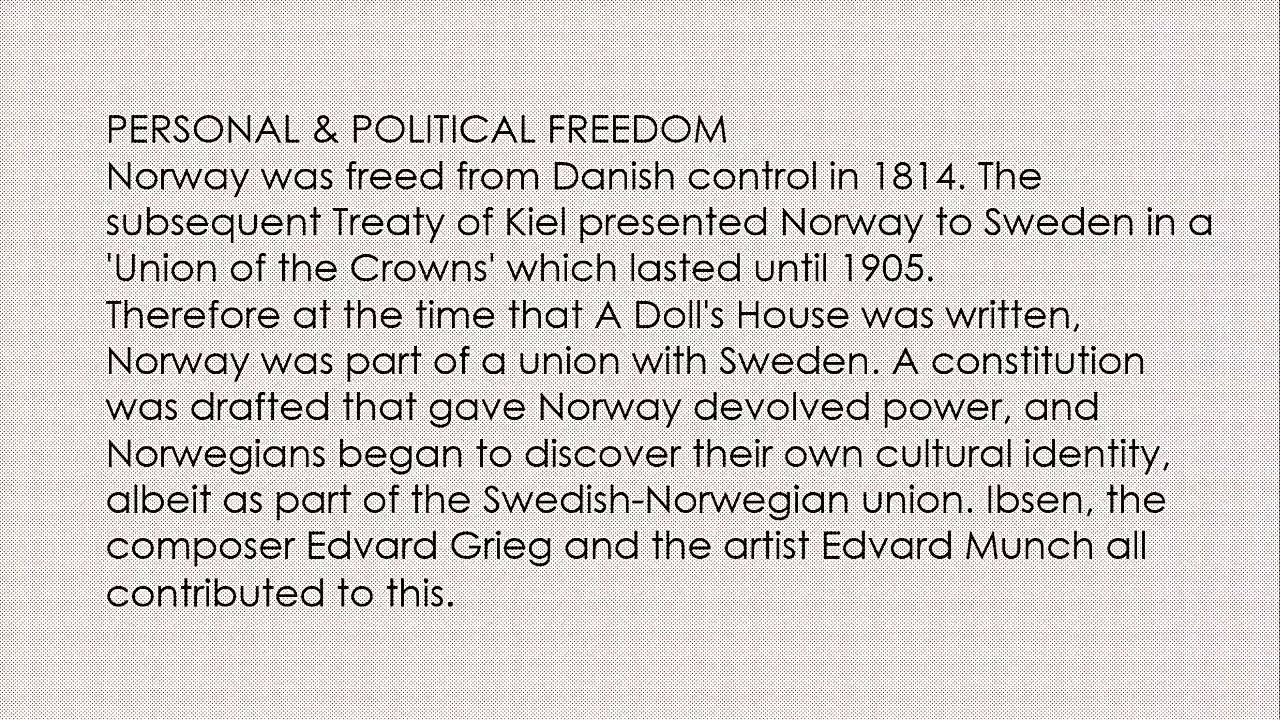 PERSONAL & POLITICAL FREEDOM
Norway was freed from Danish control in 1814. The
subsequent Treaty of Kiel presented Norway to Sweden in a
'Union of the Crowns' which lasted until 1905.
Therefore at the time that A Doll's House was written,
Norway was part of a union with Sweden. A constitution
was drafted that gave Norway devolved power, and
Norwegians began to discover their own cultural identity,
albeit as part of the Swedish-Norwegian union. Ibsen, the
composer Edvard Grieg and the artist Edvard Munch all
contributed to this.